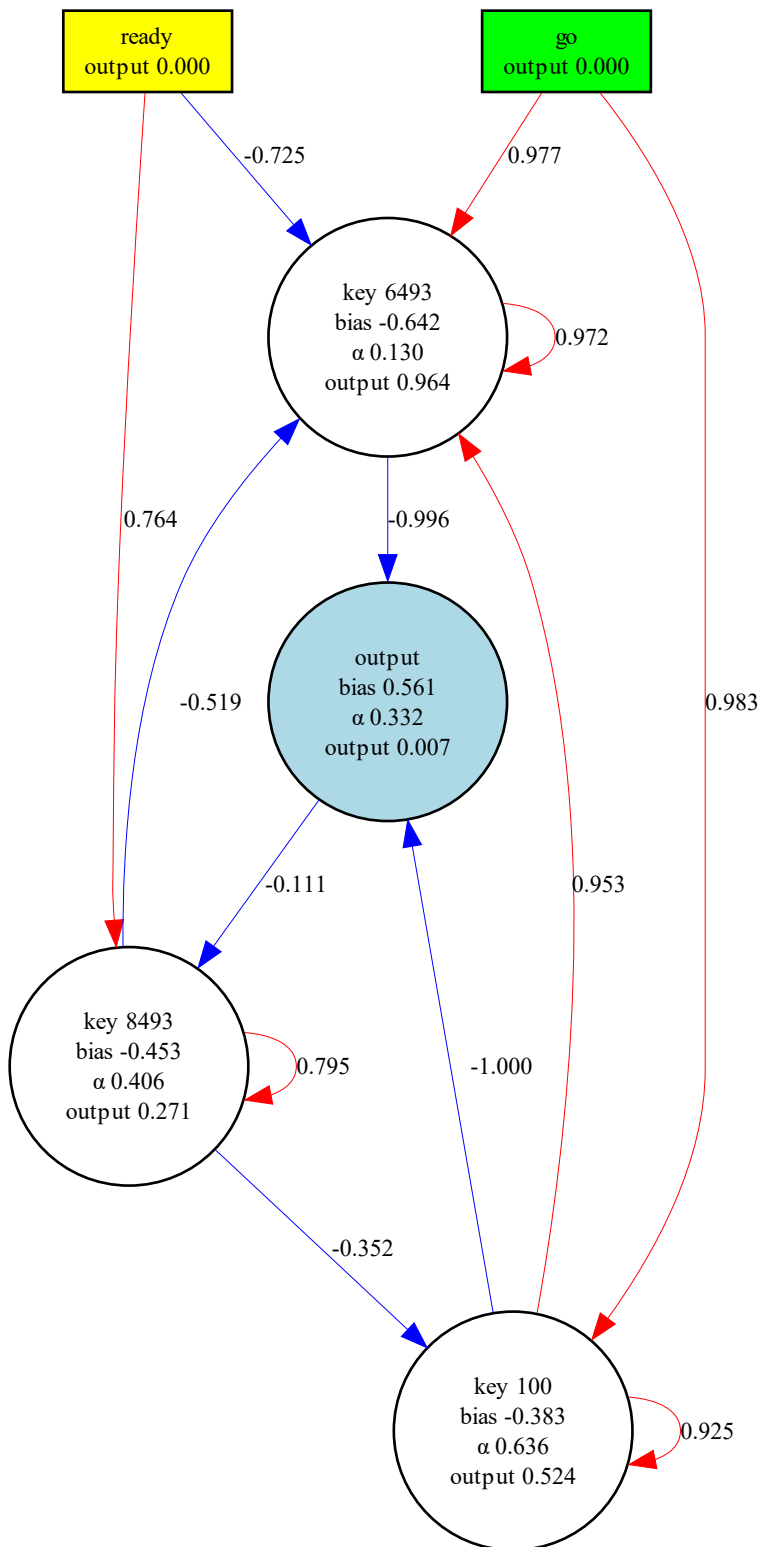 ready
output 0.000
go
output 0.000
-0.725
0.977
key 6493
bias -0.642
α 0.130
output 0.964
0.972
0.764
-0.996
-0.519
output
bias 0.561
α 0.332
output 0.007
0.983
-0.111
0.953
key 8493
bias -0.453
α 0.406
output 0.271
0.795
-1.000
-0.352
key 100
bias -0.383
α 0.636
output 0.524
0.925